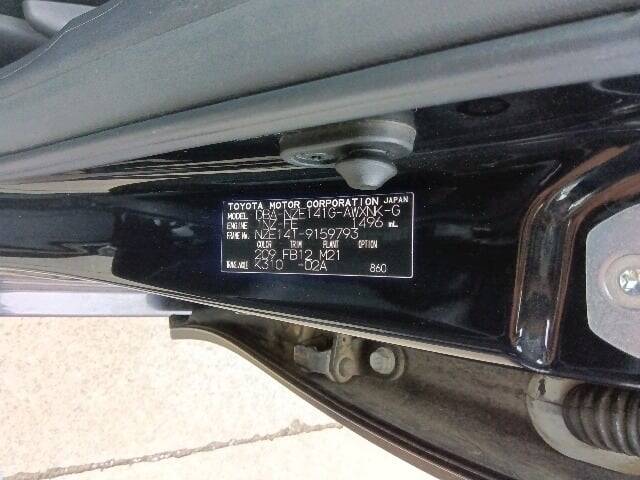 TOYOTA MOTOR CORPORATION JAPAN
MODEL DBA-NZE141G-AWXNK-G
ENGINE 1NZ-FE 1496 mL
FRAME No. NZE14T-9159793
COLOR TRIM PLANT OPTION
209 FB12 M21
TRANS./AXLE K310 -02A 860